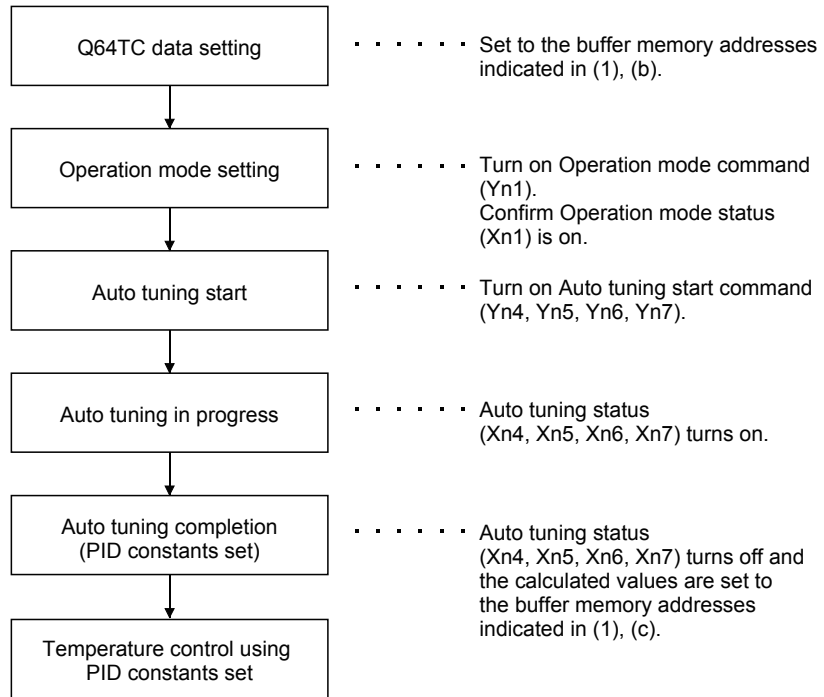 Q64TC data setting
Set to the buffer memory addresses
indicated in (1), (b).
Operation mode setting
Turn on Operation mode command
(Yn1).
Confirm Operation mode status
(Xn1) is on.
Auto tuning start
Turn on Auto tuning start command
(Yn4, Yn5, Yn6, Yn7).
Auto tuning in progress
Auto tuning status
(Xn4, Xn5, Xn6, Xn7) turns on.
Auto tuning completion
(PID constants set)
Auto tuning status
(Xn4, Xn5, Xn6, Xn7) turns off and
the calculated values are set to
the buffer memory addresses
indicated in (1), (c).
Temperature control using
PID constants set